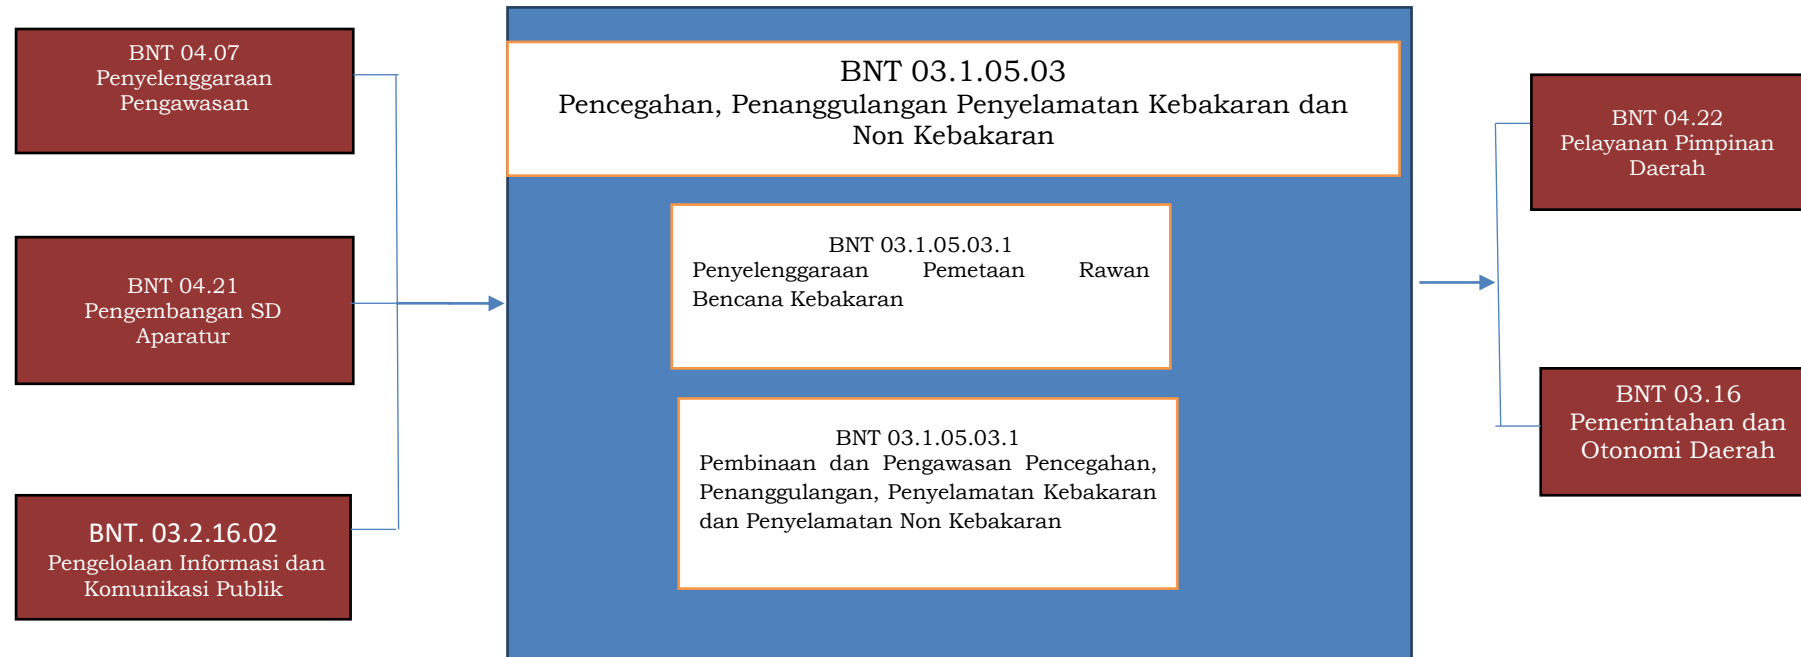 BNT 04.07
Penyelenggaraan
Pengawasan
BNT 04.21
Pengembangan SD
Aparatur
BNT. 03.2.16.02
Pengelolaan Informasi dan
Komunikasi Publik
BNT 03.1.05.03
Pencegahan, Penanggulangan Penyelamatan Kebakaran dan
Non Kebakaran
BNT 03.1.05.03.1
Penyelenggaraan Pemetaan Rawan
Bencana Kebakaran
BNT 03.1.05.03.1
Pembinaan dan Pengawasan Pencegahan,
Penanggulangan, Penyelamatan Kebakaran
dan Penyelamatan Non Kebakaran
BNT 04.22
Pelayanan Pimpinan
Daerah
BNT 03.16
Pemerintahan dan
Otonomi Daerah